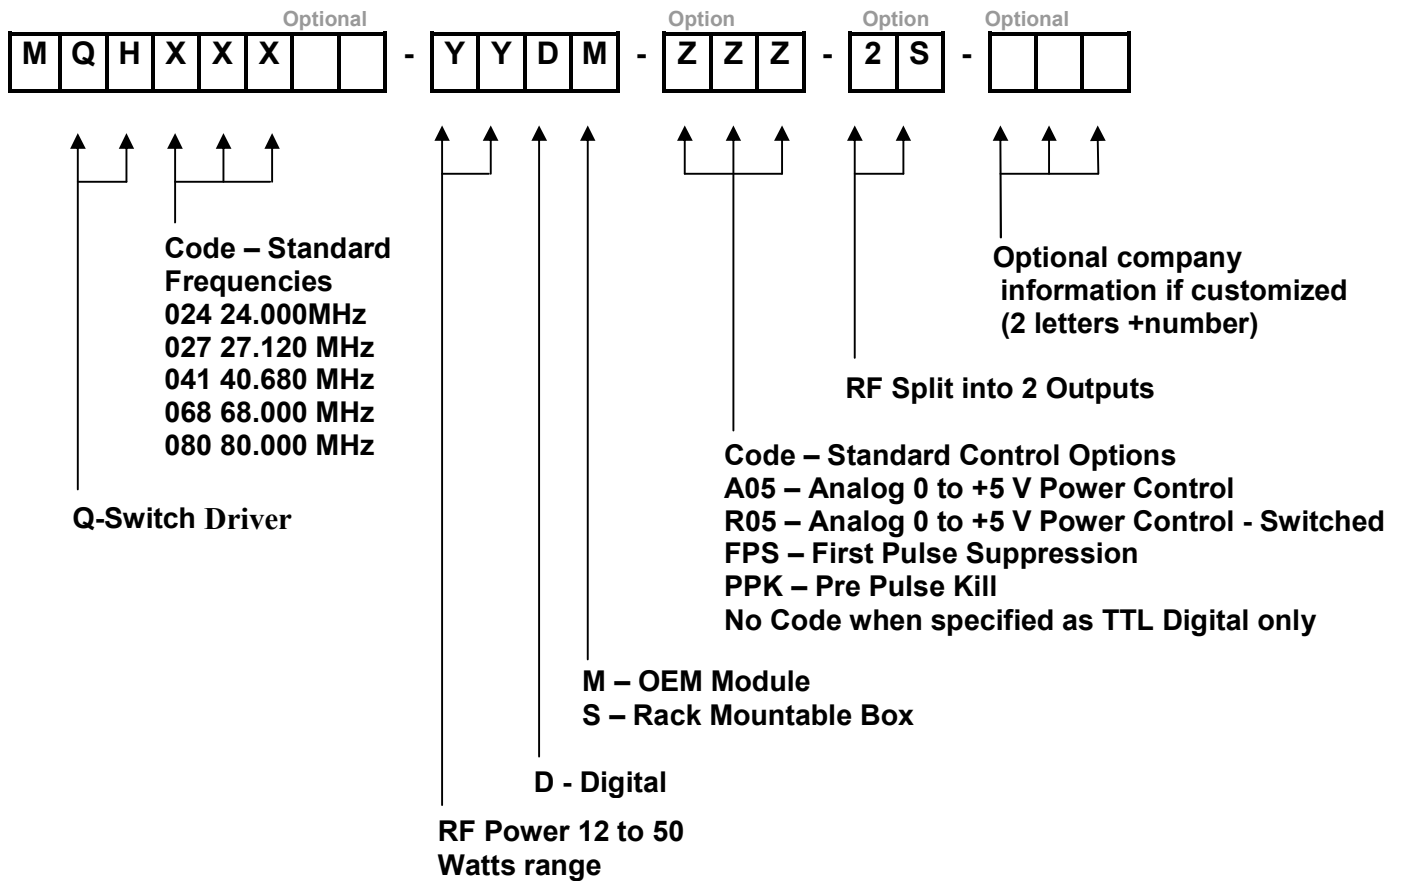 Optional Option Option Optional
M Q H X X X - Y Y D M - Z Z Z - 2 S -
Code – Standard
Frequencies
024 24.000MHz
027 27.120 MHz
041 40.680 MHz
068 68.000 MHz
080 80.000 MHz
Q-Switch Driver
Optional company
information if customized
(2 letters +number)
RF Split into 2 Outputs
Code – Standard Control Options
A05 – Analog 0 to +5 V Power Control
R05 – Analog 0 to +5 V Power Control - Switched
FPS – First Pulse Suppression
PPK – Pre Pulse Kill
No Code when specified as TTL Digital only
M – OEM Module
S – Rack Mountable Box
D - Digital
RF Power 12 to 50
Watts range